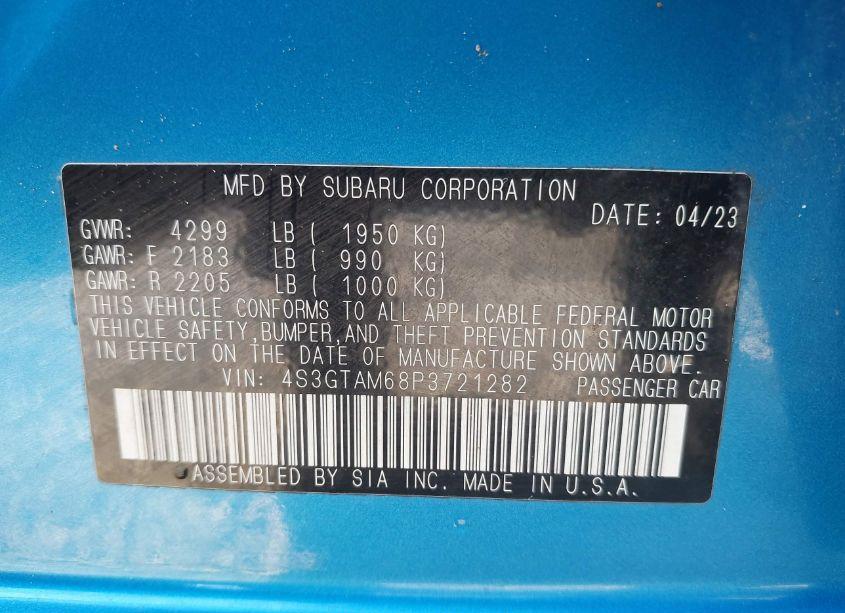 MFD BY SUBARU CORPORATION
DATE: 04/23
GVWR: 4299 LB ( 1950 KG)
GAWR: F 2183 LB ( 990 KG)
GAWR: R 2205 LB ( 1000 KG)
THIS VEHICLE CONFORMS TO ALL APPLICABLE FEDERAL MOTOR
VEHICLE SAFETY,BUMPER,AND THEFT PREVENTION STANDARDS
IN EFFECT ON THE DATE OF MANUFACTURE SHOWN ABOVE.
VIN: 4S3GTAM68P3721282 PASSENGER CAR
ASSEMBLED BY SIA INC. MADE IN U.S.A.